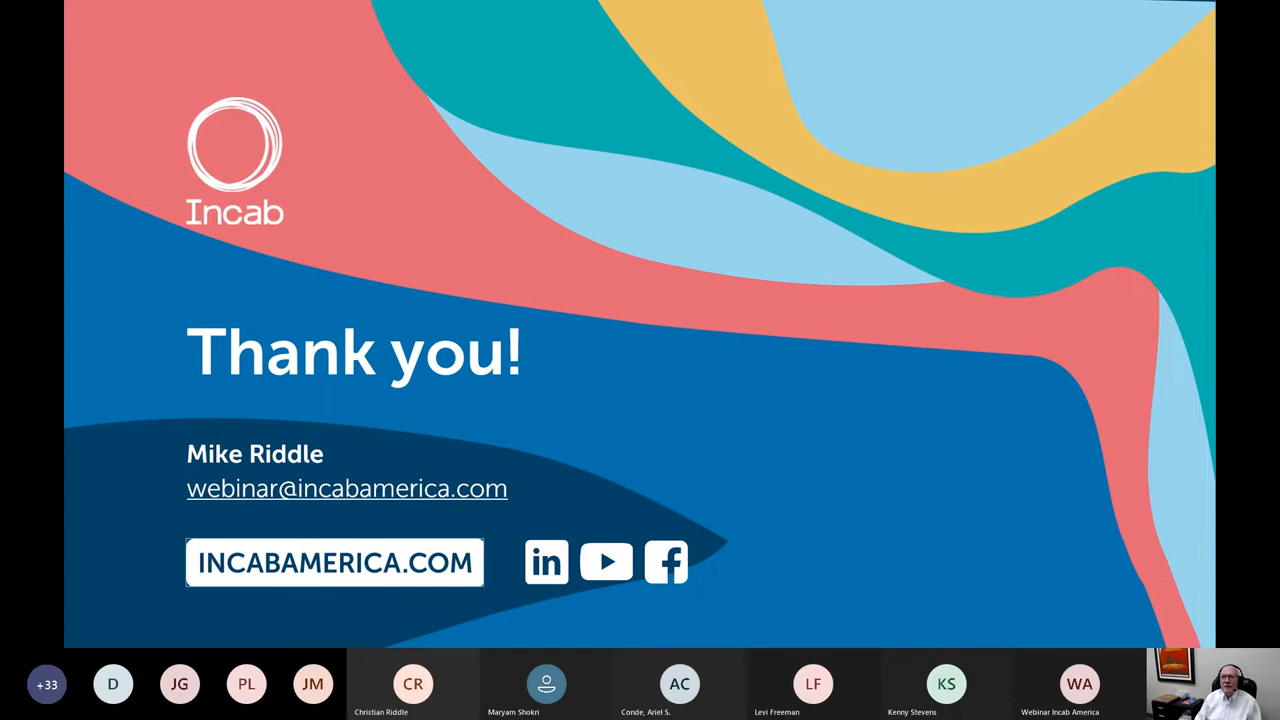 Incab
Thank you!
Mike Riddle
webinar@incabamerica.com
INCABAMERICA.COM
in
+33
D
JG
PL
JM
CR
AC
LF
KS
WA
Christian Riddle
Maryam Shokri
Conde, Ariel S.
Levi Freeman
Kenny Stevens
Webinar Incab America